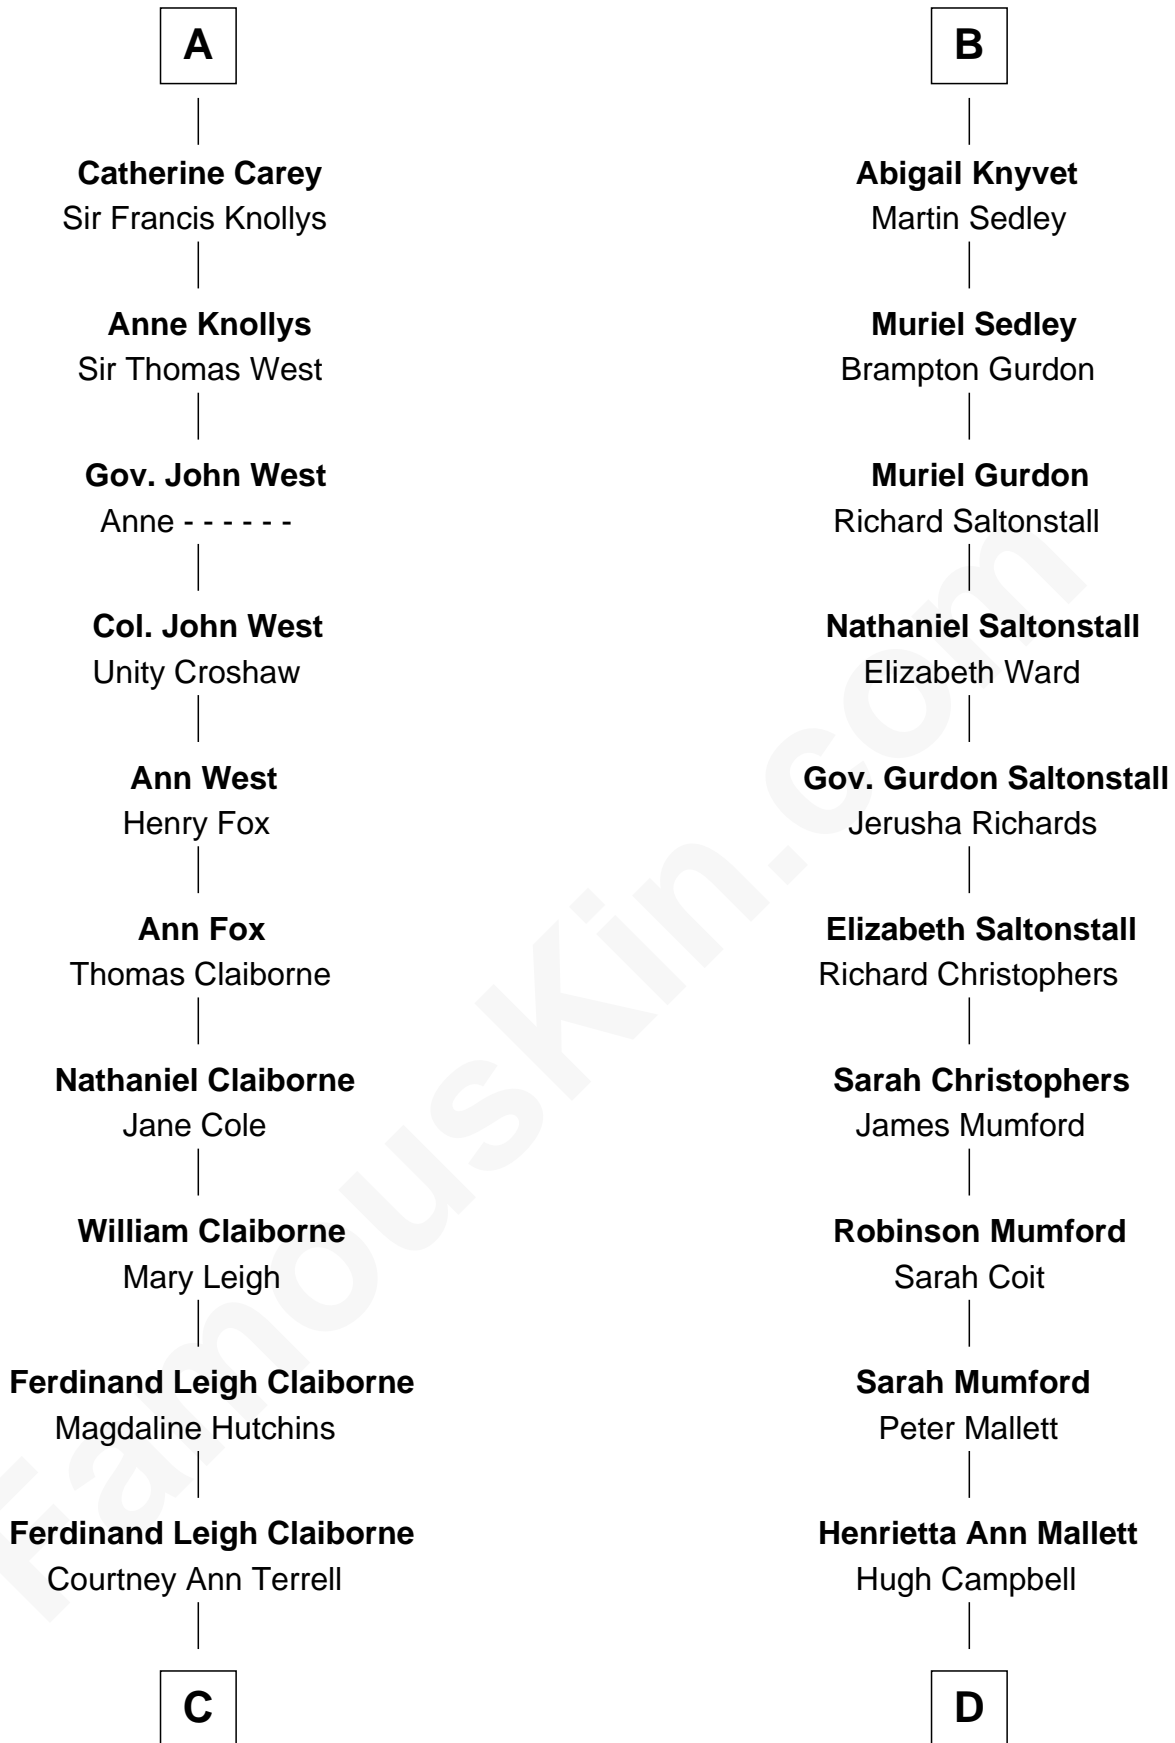 A
Catherine Carey
Sir Francis Knollys
Anne Knollys
Sir Thomas West
Gov. John West
Anne - - - - - -
Col. John West
Unity Croshaw
Ann West
Henry Fox
Ann Fox
Thomas Claiborne
Nathaniel Claiborne
Jane Cole
William Claiborne
Mary Leigh
Ferdinand Leigh Claiborne
Magdaline Hutchins
Ferdinand Leigh Claiborne
Courtney Ann Terrell
C
B
Abigail Knyvet
Martin Sedley
Muriel Sedley
Brampton Gurdon
Muriel Gurdon
Richard Saltonstall
Nathaniel Saltonstall
Elizabeth Ward
Gov. Gurdon Saltonstall
Jerusha Richards
Elizabeth Saltonstall
Richard Christophers
Sarah Christophers
James Mumford
Robinson Mumford
Sarah Coit
Sarah Mumford
Peter Mallett
Henrietta Ann Mallett
Hugh Campbell
D
FamousKin.com